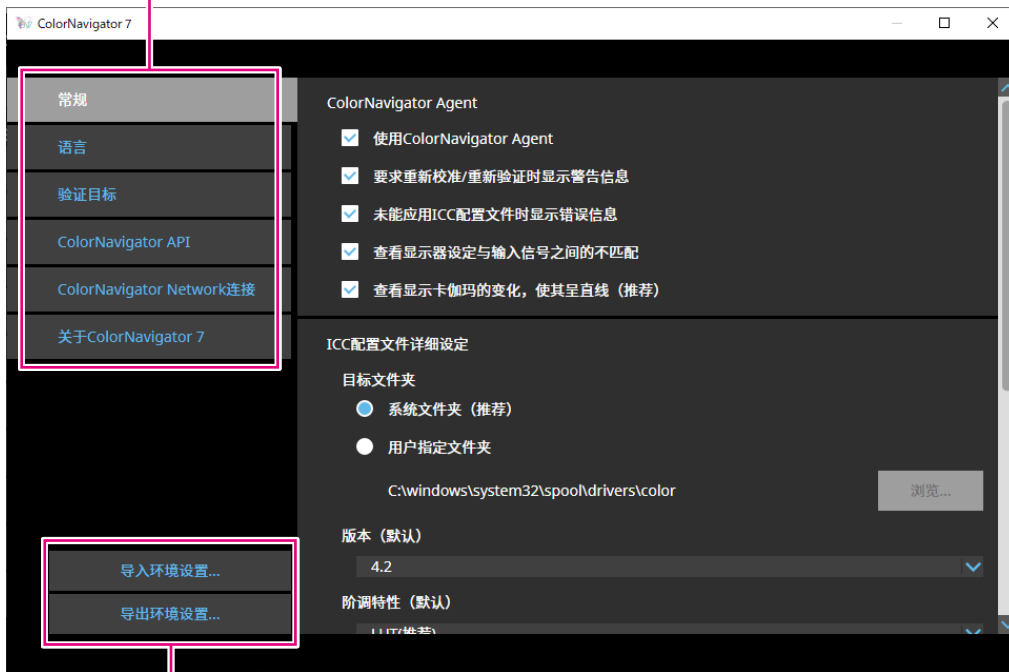 ColorNavigator 7
常规
语言
验证目标
ColorNavigator API
ColorNavigator Network连接
关于ColorNavigator 7
导入环境设置...
导出环境设置...
ColorNavigator Agent
使用ColorNavigator Agent
要求重新校准/重新验证时显示警告信息
未能应用ICC配置文件时显示错误信息
查看显示器设定与输入信号之间的不匹配
查看显示卡伽玛的变化，使其呈直线（推荐）
ICC配置文件详细设定
目标文件夹
系统文件夹（推荐）
用户指定文件夹
C:\windows\system32\spool\drivers\color
浏览...
版本（默认）
4.2
阶调特性（默认）
LUT(推荐)